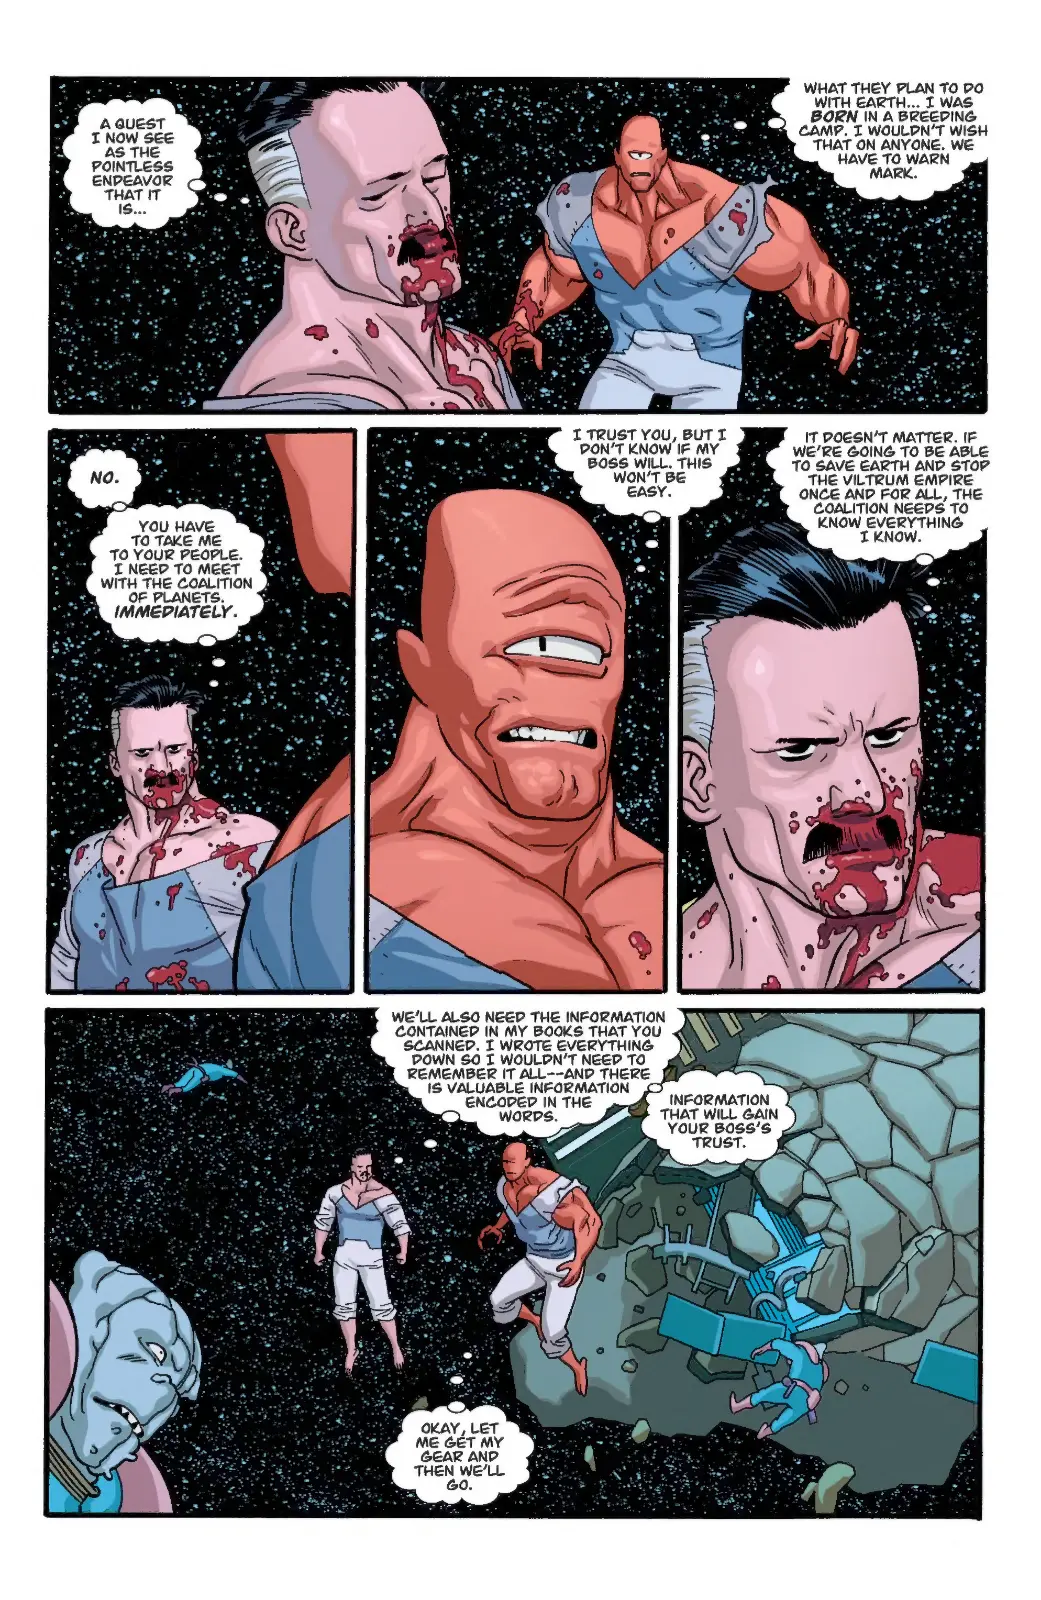 A QUEST
I NOW SEE
AS THE
POINTLESS
ENDEAVOR
THAT IT
IS...
WHAT THEY PLAN TO DO
WITH EARTH... I WAS
BORN IN A BREEDING
CAMP. I WOULDN'T WISH
THAT ON ANYONE. WE
HAVE TO WARN
MARK.
NO.
YOU HAVE
TO TAKE ME
TO YOUR PEOPLE.
I NEED TO MEET
WITH THE COALITION
OF PLANETS.
IMMEDIATELY.
I TRUST YOU, BUT I
DON'T KNOW IF MY
BOSS WILL. THIS
WON'T BE
EASY.
IT DOESN'T MATTER. IF
WE'RE GOING TO BE ABLE
TO SAVE EARTH AND STOP
THE VILTRUM EMPIRE
ONCE AND FOR ALL, THE
COALITION NEEDS TO
KNOW EVERYTHING
I KNOW.
WE'LL ALSO NEED THE INFORMATION
CONTAINED IN MY BOOKS THAT YOU
SCANNED. I WROTE EVERYTHING
DOWN SO I WOULDN'T NEED TO
REMEMBER IT ALL--AND THERE
IS VALUABLE INFORMATION
ENCODED IN THE
WORDS.
INFORMATION
THAT WILL GAIN
YOUR BOSS'S
TRUST.
OKAY, LET
ME GET MY
GEAR AND
THEN WE'LL
GO.